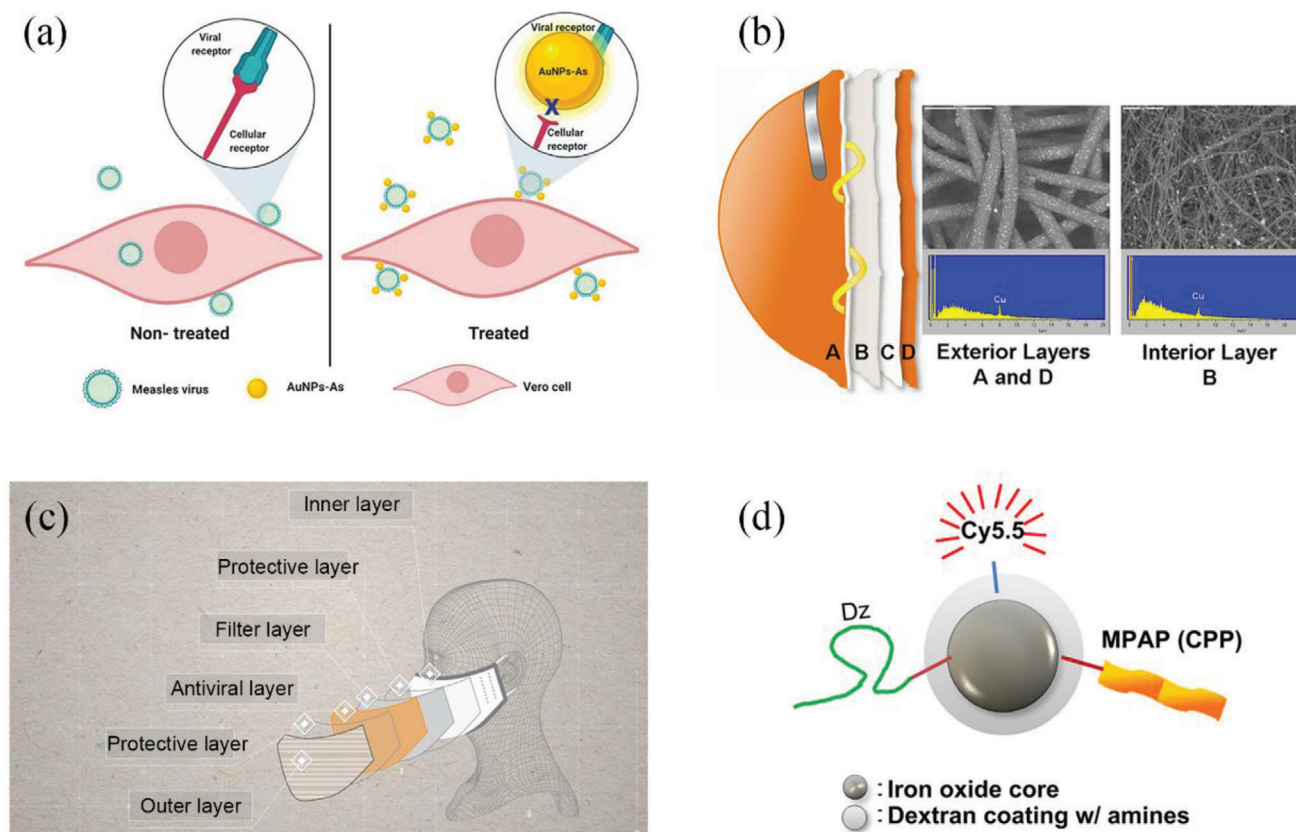 (a)
Viral
receptor
Cellular
receptor
Viral receptor
AuNPs-As
X
Cellular
receptor
Non- treated
Treated
Measles virus
AuNPs-As
Vero cell
(b)
A B C D
Cu
Cu
Exterior Layers
A and D
Interior Layer
B
(c)
Inner layer
Protective layer
Filter layer
Antiviral layer
Protective layer
Outer layer
(d)
Cy5.5
Dz
MPAP (CPP)
: Iron oxide core
: Dextran coating w/ amines